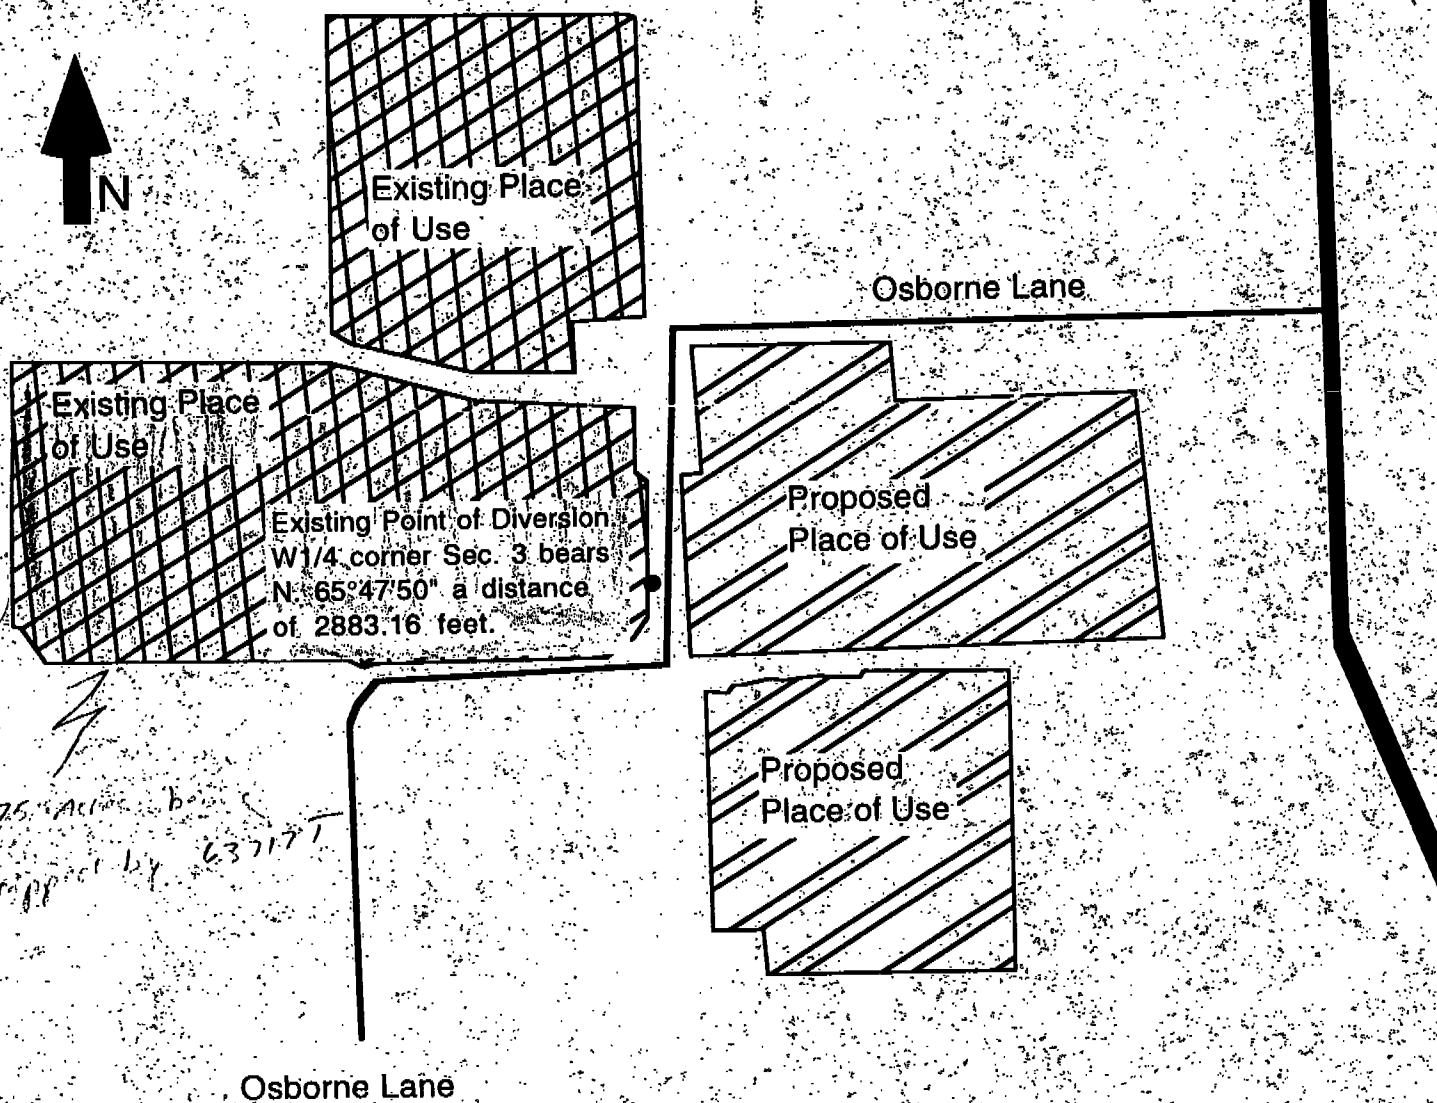 Existing Place
of Use
N
Osborne Lane
Existing Place
of Use
Proposed
Place of Use
Existing Point of Diversion
W1/4 corner Sec. 3 bears
N. 65°47'50" a distance
of 2883.16 feet.
Proposed
Place of Use
by 63717T
Osborne Lane